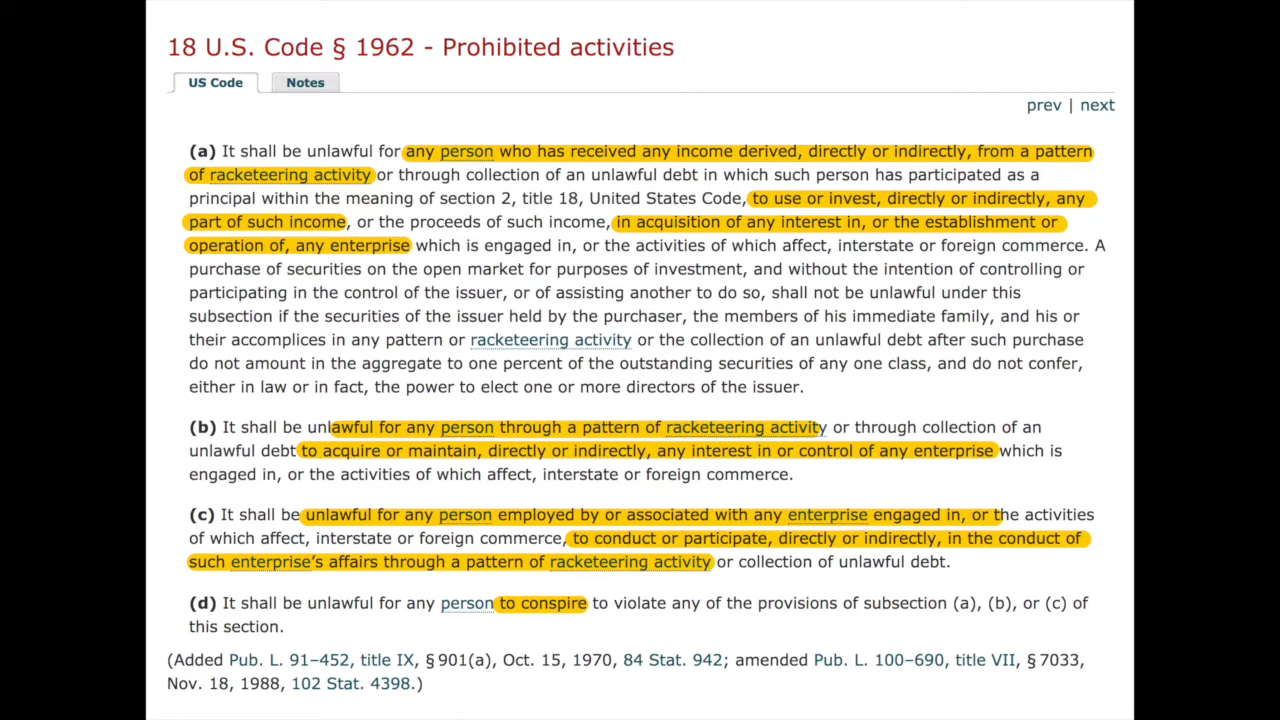 18 U.S. Code § 1962 - Prohibited activities
US Code
Notes
prev | next
(a) It shall be unlawful for any person who has received any income derived, directly or indirectly, from a pattern
of racketeering activity or through collection of an unlawful debt in which such person has participated as a
principal within the meaning of section 2, title 18, United States Code, to use or invest, directly or indirectly, any
part of such income, or the proceeds of such income, in acquisition of any interest in, or the establishment or
operation of, any enterprise which is engaged in, or the activities of which affect, interstate or foreign commerce. A
purchase of securities on the open market for purposes of investment, and without the intention of controlling or
participating in the control of the issuer, or of assisting another to do so, shall not be unlawful under this
subsection if the securities of the issuer held by the purchaser, the members of his immediate family, and his or
their accomplices in any pattern or racketeering activity or the collection of an unlawful debt after such purchase
do not amount in the aggregate to one percent of the outstanding securities of any one class, and do not confer,
either in law or in fact, the power to elect one or more directors of the issuer.
(b) It shall be unlawful for any person through a pattern of racketeering activity or through collection of an
unlawful debt to acquire or maintain, directly or indirectly, any interest in or control of any enterprise which is
engaged in, or the activities of which affect, interstate or foreign commerce.
(c) It shall be unlawful for any person employed by or associated with any enterprise engaged in, or the activities
of which affect, interstate or foreign commerce, to conduct or participate, directly or indirectly, in the conduct of
such enterprise's affairs through a pattern of racketeering activity or collection of unlawful debt.
(d) It shall be unlawful for any person to conspire to violate any of the provisions of subsection (a), (b), or (c) of
this section.
(Added Pub. L. 91–452, title IX, § 901(a), Oct. 15, 1970, 84 Stat. 942; amended Pub. L. 100–690, title VII, § 7033,
Nov. 18, 1988, 102 Stat. 4398.)